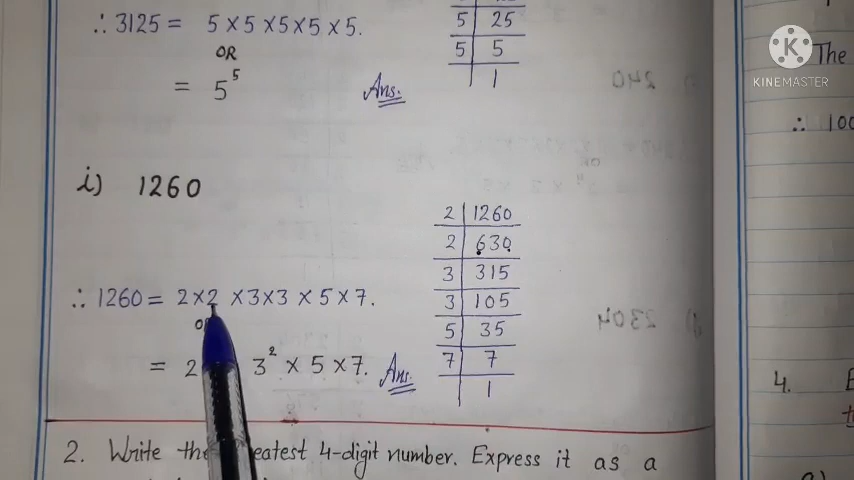 ∴ 3125 = 5 × 5 × 5 × 5 × 5.
OR
= 5⁵ Ans.
5 | 25
5 | 5
| 1
i) 1260
2 | 1260
2 | 630
3 | 315
3 | 105
5 | 35
7 | 7
| 1
∴ 1260 = 2 × 2 × 3 × 3 × 5 × 7.
= 2 3² × 5 × 7. Ans.
2. Write the 4-digit number. Express it as a
The
∴ 100
4.
KINEMASTER